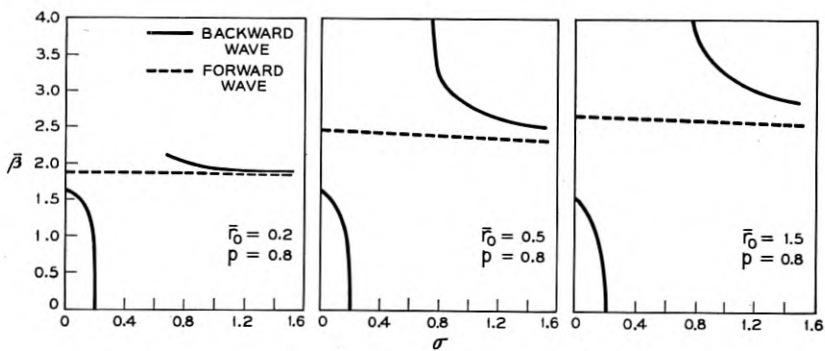 4.0
3.5
3.0
2.5
2.0
1.5
1.0
0.5
0
β̄
BACKWARD
WAVE
FORWARD
WAVE
r̄₀ = 0.2
p = 0.8
0 0.4 0.8 1.2 1.6
r̄₀ = 0.5
p = 0.8
0 0.4 0.8 1.2 1.6
σ
r̄₀ = 1.5
p = 0.8
0 0.4 0.8 1.2 1.6